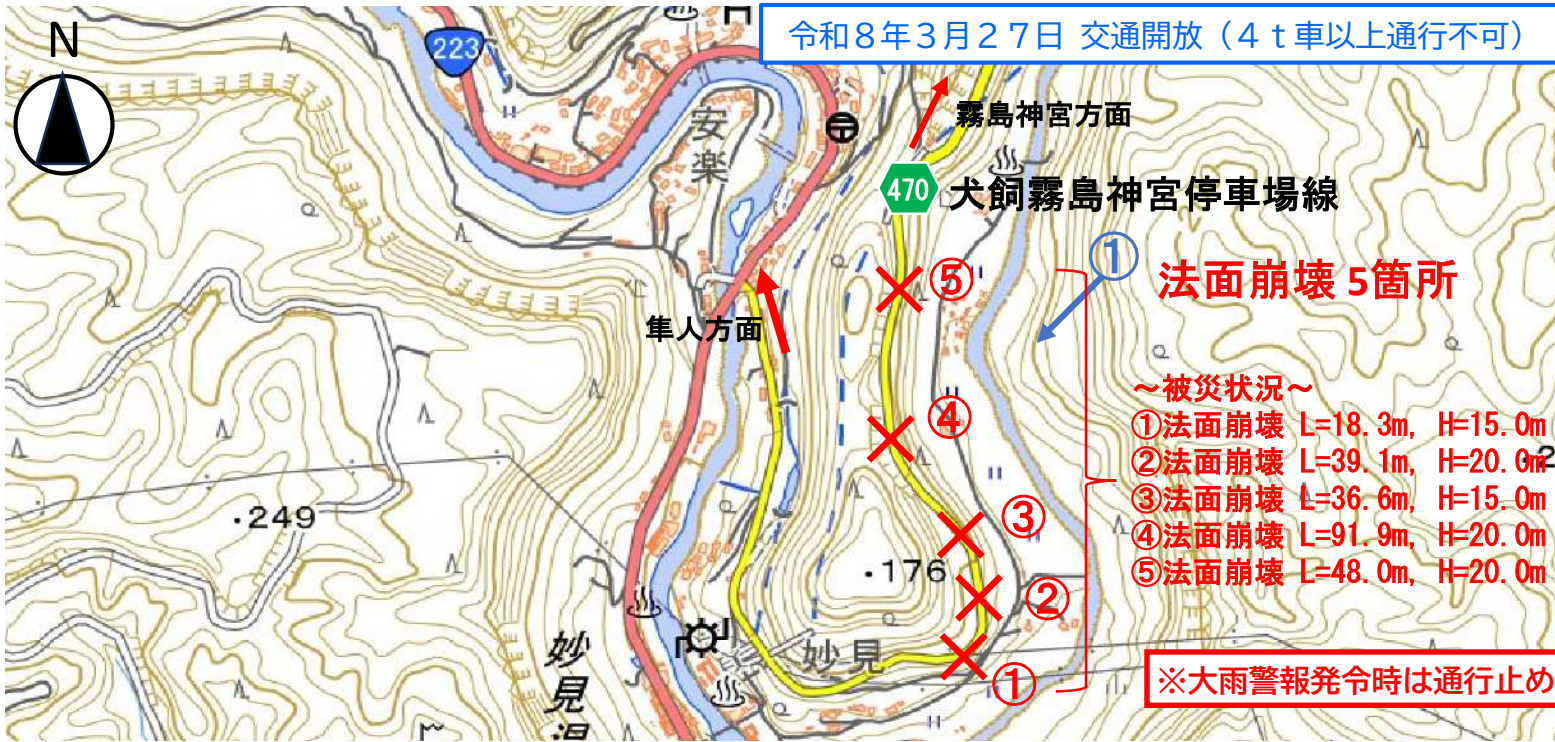 令和8年3月27日 交通開放（4ｔ車以上通行不可）
N
223
安楽
霧島神宮方面
470
犬飼霧島神宮停車場線
①
法面崩壊 5箇所
⑤
隼人方面
～被災状況～
①法面崩壊 L=18.3m, H=15.0m
②法面崩壊 L=39.1m, H=20.0m
③法面崩壊 L=36.6m, H=15.0m
④法面崩壊 L=91.9m, H=20.0m
⑤法面崩壊 L=48.0m, H=20.0m
④
・249
③
・176
②
妙見
①
妙見温
※大雨警報発令時は通行止め